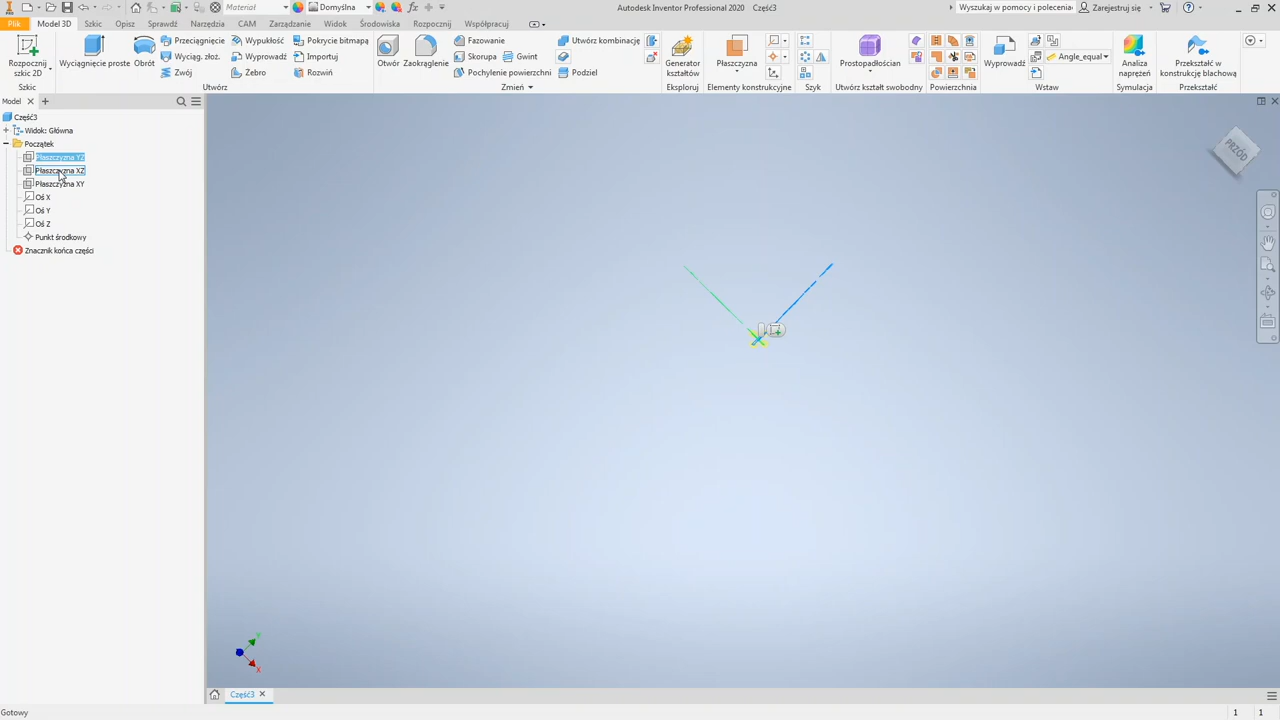 Materiał
Domyślna
Autodesk Inventor Professional 2020 Część3
Wyszukaj w pomocy i poleceniac
Zarejestruj się
Plik Model 3D Szkic Opisz Sprawdź Narzędzia CAM Zarządzanie Widok Środowiska Rozpocznij Współpracuj
Rozpocznij szkic 2D
Szkic
Wyciągnięcie proste
Obrót
Przeciągnięcie
Wyciąg. złoż.
Zwój
Wypukłość
Wygładzanie
Żebro
Pokrycie bitmapą
Importuj
Rozwiń
Utwórz
Otwór
Zaokrąglenie
Fazowanie
Skorupa
Gwint
Pochylenie powierzchni
Utwórz kombinację
Podziel
Zmień
Generator kształtów
Eksploruj
Płaszczyzna
Elementy konstrukcyjne
Szyk
Prostopadłościan
Utwórz kształt swobodny
Powierzchnia
Wyprowadź
Angle_equal
Wstaw
Analiza naprężeń
Symulacja
Przekształć w konstrukcję blachową
Przekształć
Model
Część3
Widok: Główna
Początek
Płaszczyzna YZ
Płaszczyzna XZ
Płaszczyzna XY
Oś X
Oś Y
Oś Z
Punkt środkowy
Znacznik końca części
PRZÓD
Y
X
Część3
Gotowy
1 1